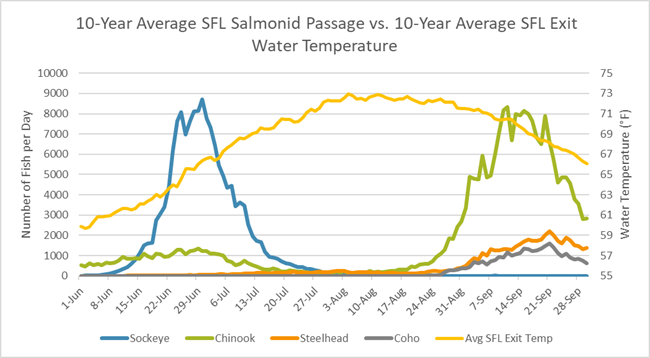 10-Year Average SFL Salmonid Passage vs. 10-Year Average SFL Exit
Water Temperature
Number of Fish per Day
10000
9000
8000
7000
6000
5000
4000
3000
2000
1000
0
75
73
71
69
67
65
63
61
59
57
55
Water Temperature (°F)
1-Jun
8-Jun
15-Jun
22-Jun
29-Jun
6-Jul
13-Jul
20-Jul
27-Jul
3-Aug
10-Aug
17-Aug
24-Aug
31-Aug
7-Sep
14-Sep
21-Sep
28-Sep
Sockeye
Chinook
Steelhead
Coho
Avg SFL Exit Temp